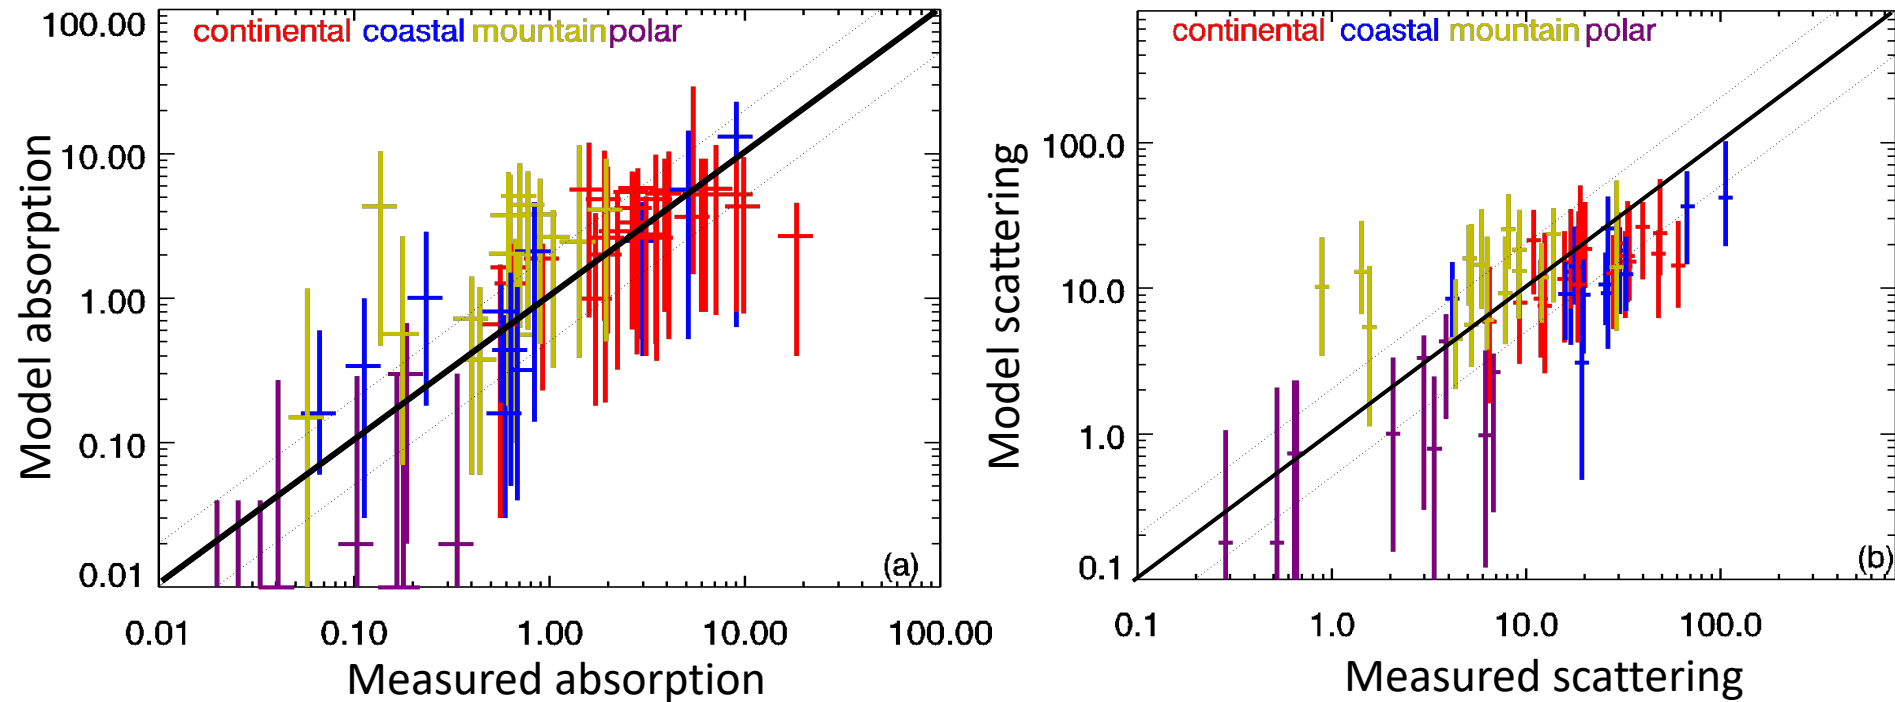 continental coastal mountain polar
Model absorption
100.00
10.00
1.00
0.10
0.01
(a)
0.01 0.10 1.00 10.00 100.00
Measured absorption
continental coastal mountain polar
Model scattering
100.0
10.0
1.0
0.1
(b)
0.1 1.0 10.0 100.0
Measured scattering